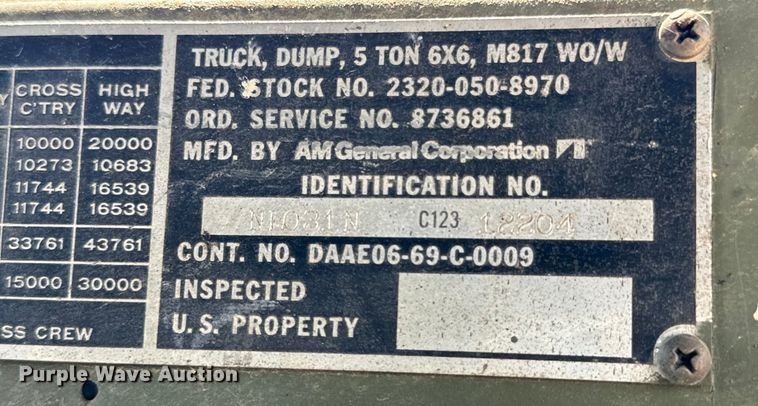 TRUCK, DUMP, 5 TON 6X6, M817 WO/W
FED. STOCK NO. 2320-050-8970
ORD. SERVICE NO. 8736861
MFD. BY AM General Corporation
IDENTIFICATION NO.
C123 12204
CONT. NO. DAAE06-69-C-0009
INSPECTED
U.S. PROPERTY
Y CROSS C'TRY HIGH WAY
10000 20000
10273 10683
11744 16539
11744 16539
33761 43761
15000 30000
SS CREW
Purple Wave Auction